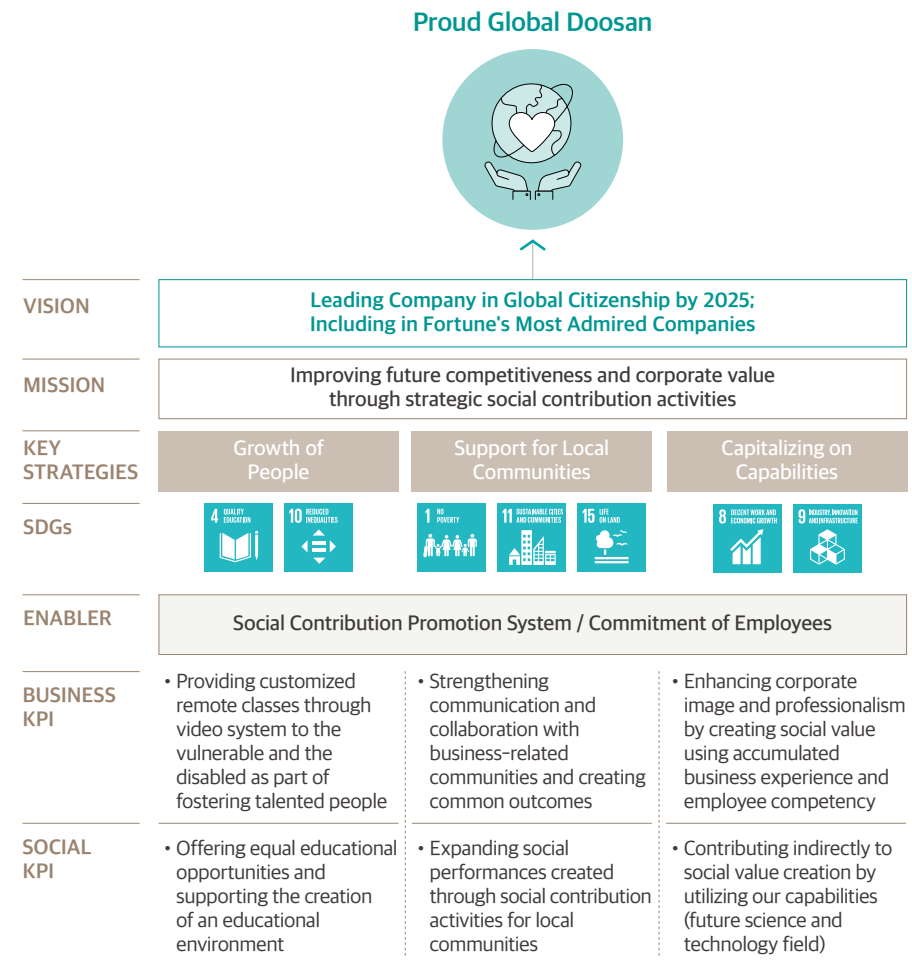 Proud Global Doosan
VISION
Leading Company in Global Citizenship by 2025;
Including in Fortune's Most Admired Companies
MISSION
Improving future competitiveness and corporate value
through strategic social contribution activities
KEY
STRATEGIES
Growth of
People
Support for Local
Communities
Capitalizing on
Capabilities
SDGs
4 QUALITY
EDUCATION
10 REDUCED
INEQUALITIES
1 NO
POVERTY
11 SUSTAINABLE CITIES
AND COMMUNITIES
15 LIFE
ON LAND
8 DECENT WORK AND
ECONOMIC GROWTH
9 INDUSTRY, INNOVATION
AND INFRASTRUCTURE
ENABLER
Social Contribution Promotion System / Commitment of Employees
BUSINESS
KPI
• Providing customized
remote classes through
video system to the
vulnerable and the
disabled as part of
fostering talented people
• Strengthening
communication and
collaboration with
business-related
communities and creating
common outcomes
• Enhancing corporate
image and professionalism
by creating social value
using accumulated
business experience and
employee competency
SOCIAL
KPI
• Offering equal educational
opportunities and
supporting the creation
of an educational
environment
• Expanding social
performances created
through social contribution
activities for local
communities
• Contributing indirectly to
social value creation by
utilizing our capabilities
(future science and
technology field)